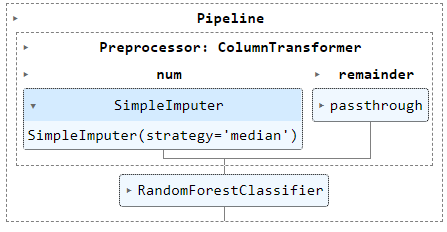 Pipeline
Preprocessor: ColumnTransformer
num
remainder
SimpleImputer
passthrough
SimpleImputer(strategy='median')
RandomForestClassifier